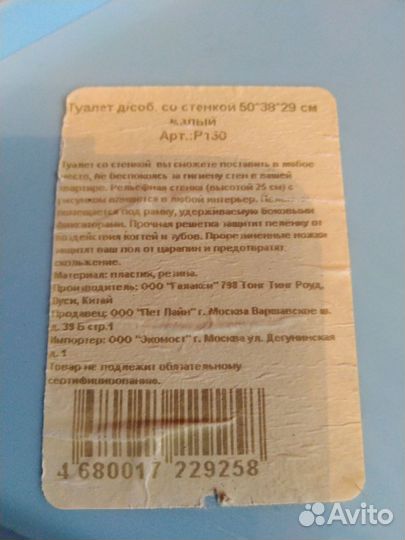 Туалет д/соб. со стенкой 50*38*29 см
малый
Арт.:P130
Туалет со стенкой вы сможете поставить в любое
место, не беспокоясь за гигиену стен в вашей
квартире. Рельефная стенка (высотой 25 см) с
рисунком впишется в любой интерьер.
помещается под рамку, удерживаемую боковыми
фиксаторами. Прочная решетка защитит пеленку от
воздействия когтей и зубов. Прорезиненные ножки
защитят ваш пол от царапин и предотвратят
скольжение.
Материал: пластик, резина.
Производитель: ООО "Галакси" 798 Тонг Тинг Роуд,
Вуси, Китай
Продавец: ООО "Пет Лайн" г. Москва Варшавское ш.
д. 39 Б стр.1
Импортер: ООО "Экомост" г. Москва ул. Дегунинская
д. 1
Товар не подлежит обязательному
сертифицированию.
4 680017 229258
Avito